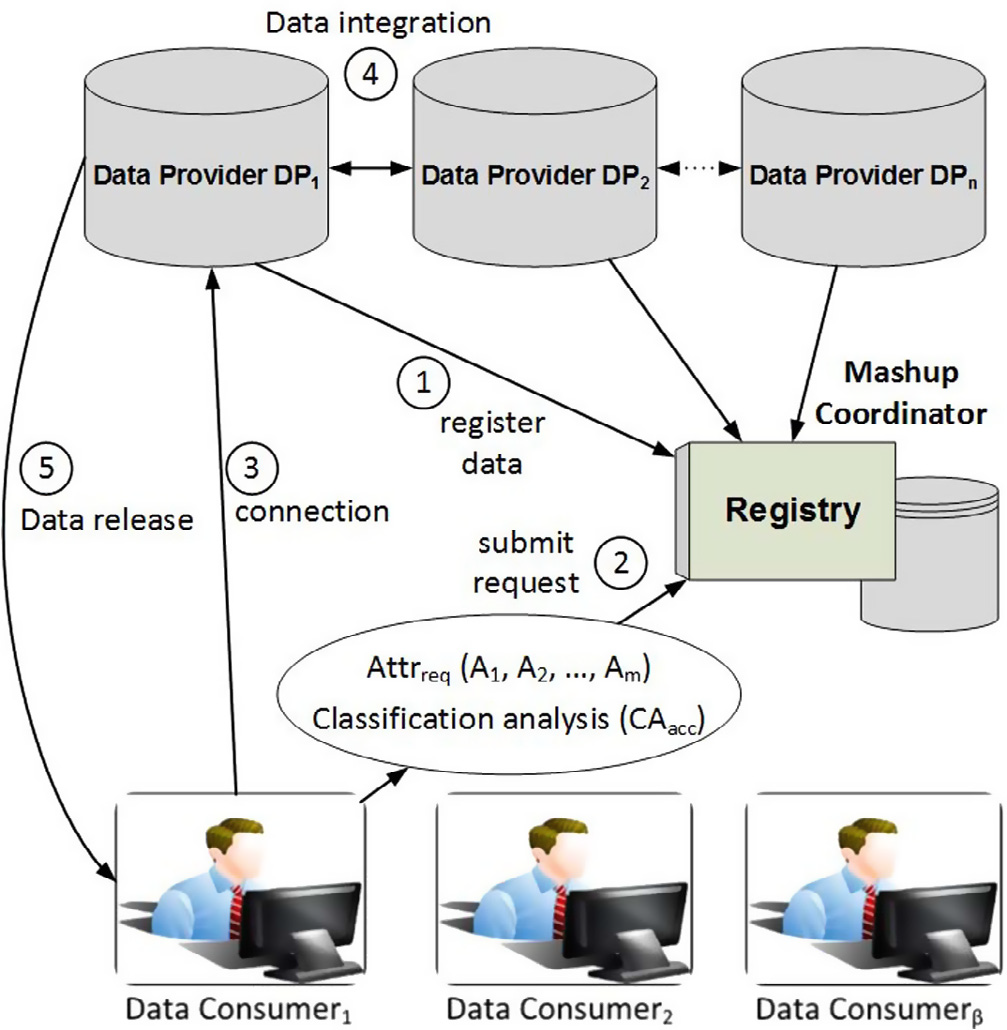 Data integration
4
Data Provider DP₁
Data Provider DP₂
Data Provider DPₙ
1
register
data
Mashup
Coordinator
5
Data release
3
connection
Registry
submit
request
2
Attrreq (A₁, A₂, ..., Aₘ)
Classification analysis (CAacc)
Data Consumer₁
Data Consumer₂
Data Consumerᵦ